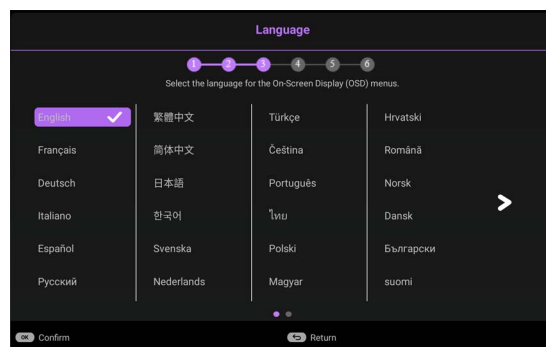 Language
1 2 3 4 5 6
Select the language for the On-Screen Display (OSD) menus.
English 繁體中文 Türkçe Hrvatski
Français 简体中文 Čeština Română
Deutsch 日本語 Português Norsk
Italiano 한국어 ไทย Dansk
Español Svenska Polski Български
Русский Nederlands Magyar suomi
OK Confirm Return